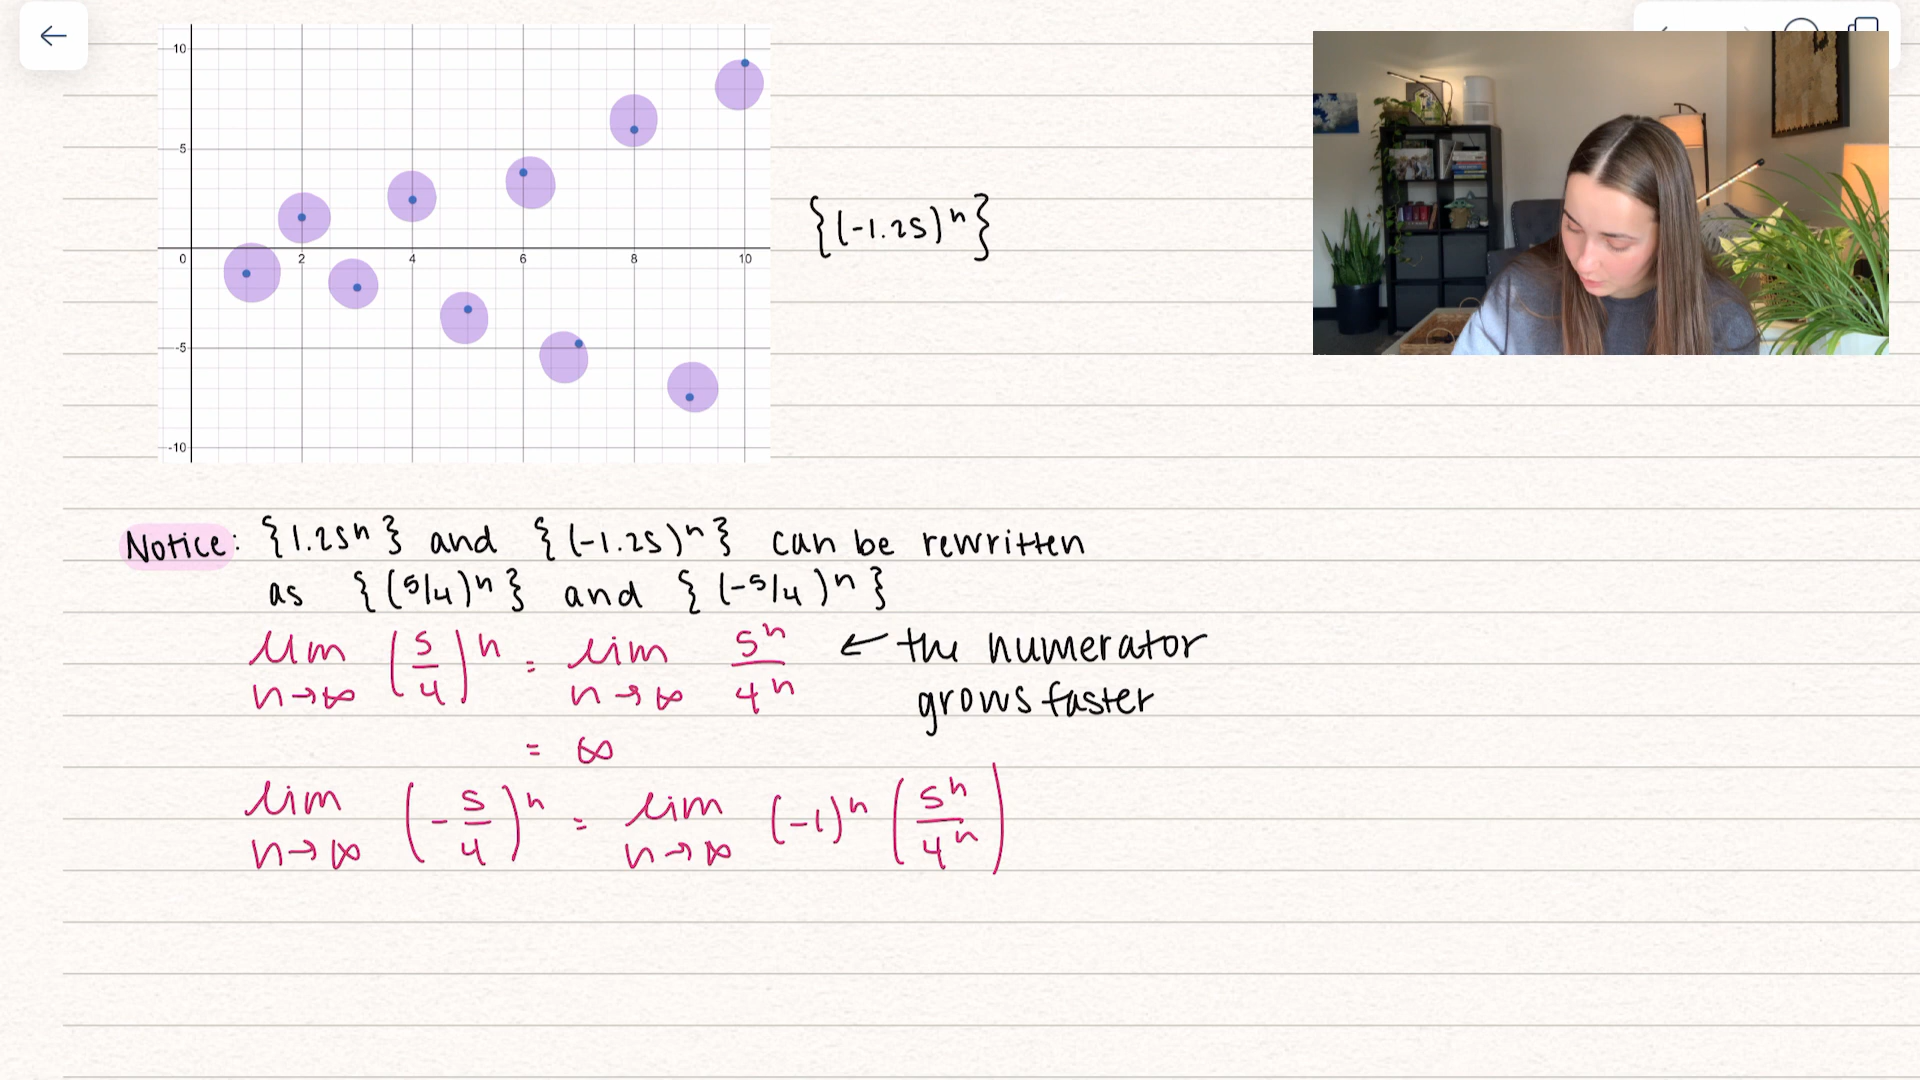 10
5
0 2 4 6 8 10
-5
-10
{(-1.25)ⁿ}
Notice: {1.25ⁿ} and {(-1.25)ⁿ} can be rewritten
as {(5/4)ⁿ} and {(-5/4)ⁿ}
lim n→∞ (5/4)ⁿ = lim n→∞ 5ⁿ/4ⁿ ← the numerator
grows faster
= ∞
lim n→∞ (-5/4)ⁿ = lim n→∞ (-1)ⁿ (5ⁿ/4ⁿ)